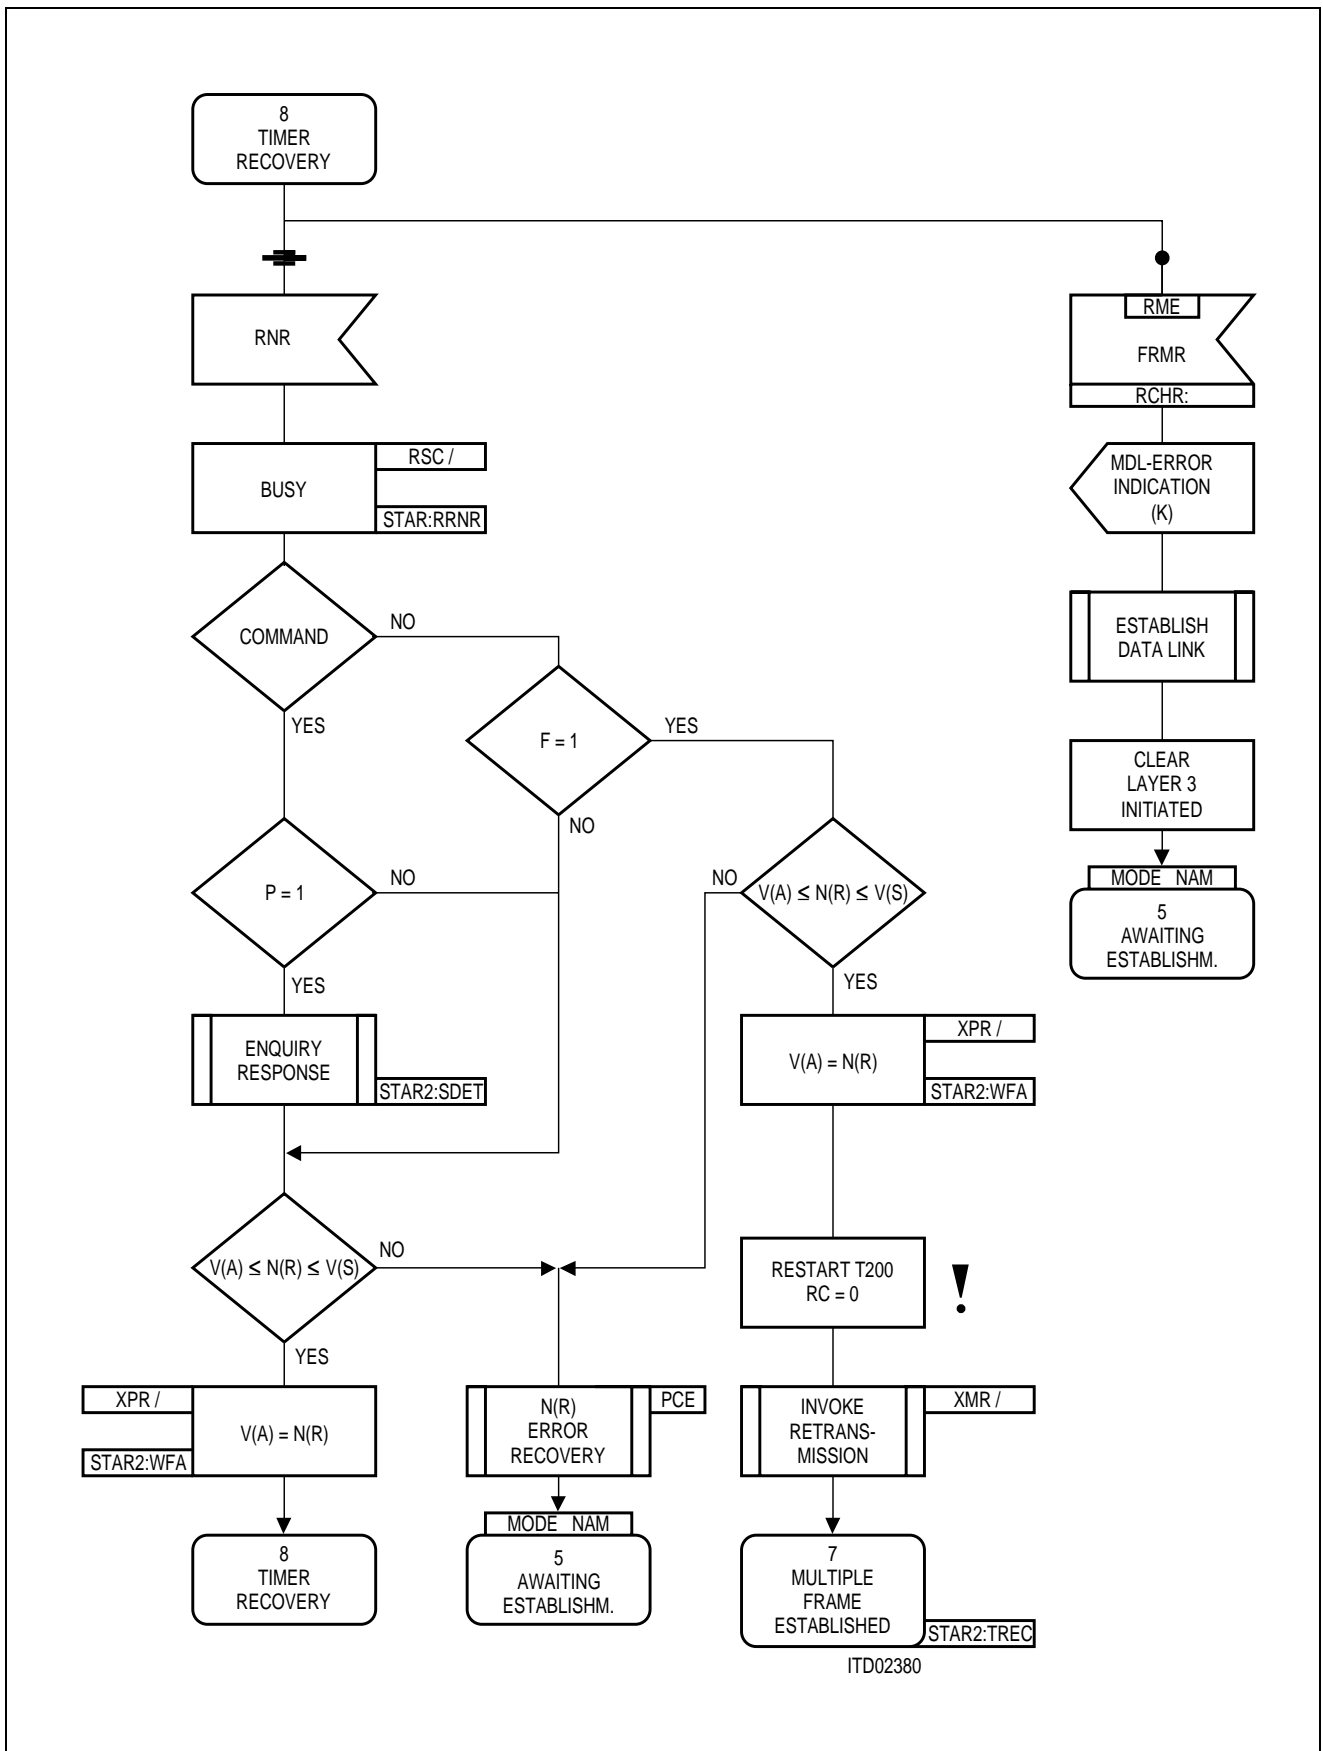 8
TIMER
RECOVERY
RNR
RME
FRMR
RCHR:
BUSY
RSC /
STAR:RRNR
MDL-ERROR
INDICATION
(K)
COMMAND
NO
YES
ESTABLISH
DATA LINK
F = 1
YES
NO
CLEAR
LAYER 3
INITIATED
P = 1
NO
YES
V(A) ≤ N(R) ≤ V(S)
NO
YES
MODE NAM
5
AWAITING
ESTABLISHM.
ENQUIRY
RESPONSE
STAR2:SDET
V(A) = N(R)
XPR /
STAR2:WFA
V(A) ≤ N(R) ≤ V(S)
NO
YES
RESTART T200
RC = 0
!
XPR /
STAR2:WFA
V(A) = N(R)
N(R)
ERROR
RECOVERY
PCE
INVOKE
RETRANS-
MISSION
XMR /
8
TIMER
RECOVERY
MODE NAM
5
AWAITING
ESTABLISHM.
7
MULTIPLE
FRAME
ESTABLISHED
STAR2:TREC
ITD02380